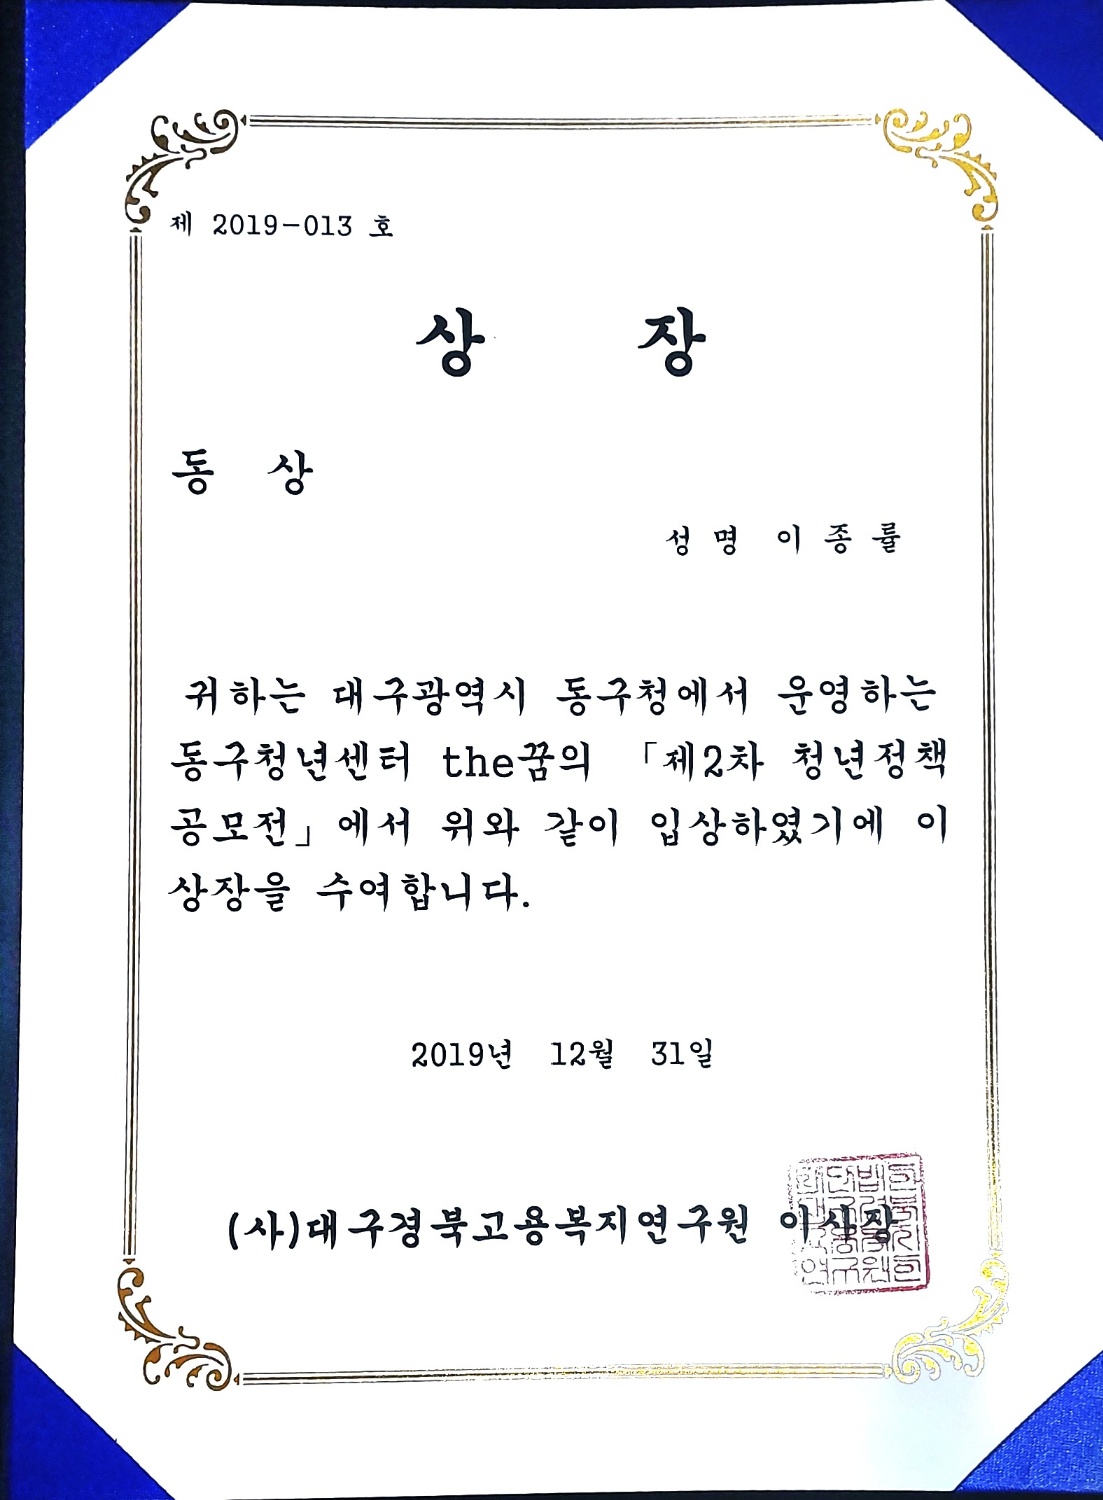 제 2019-013 호
상 장
동 상
성 명 이 종 률
귀하는 대구광역시 동구청에서 운영하는
동구청년센터 the꿈의 「제2차 청년정책
공모전」에서 위와 같이 입상하였기에 이
상장을 수여합니다.
2019년 12월 31일
(사)대구경북고용복지연구원 이사장